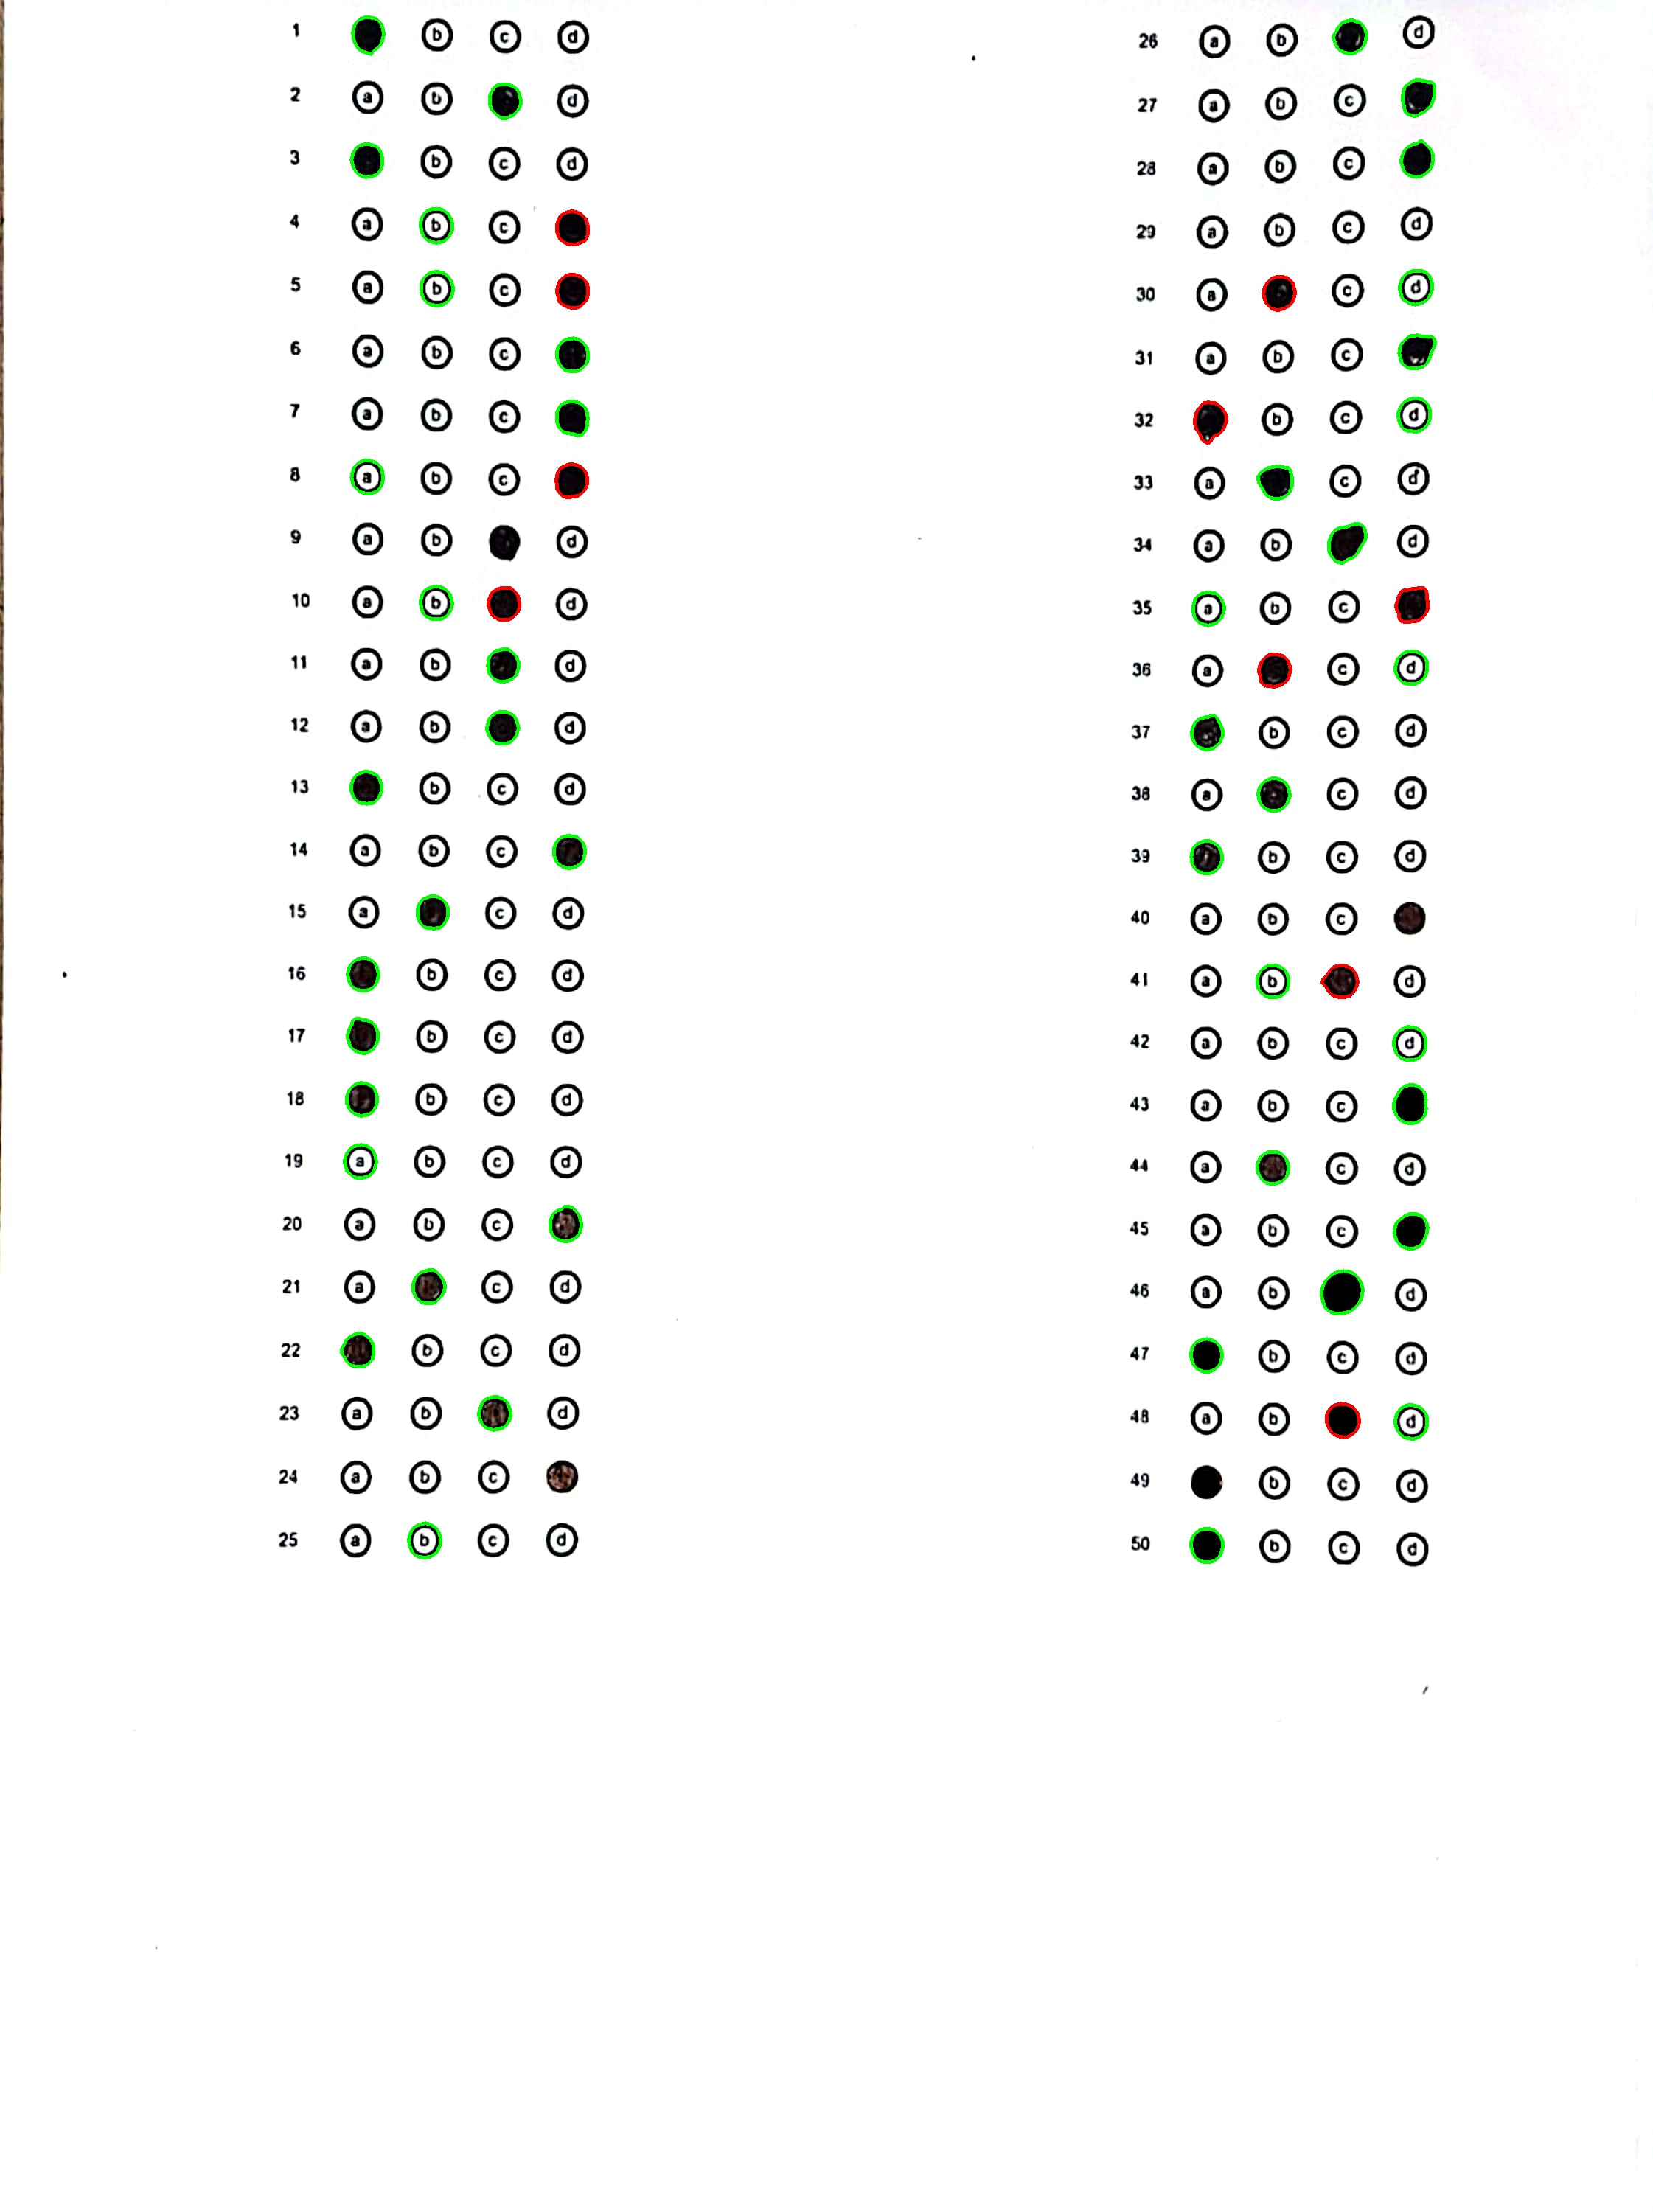 1 b c d
2 a b d
3 b c d
4 a b c
5 a b c
6 a b c
7 a b c
8 a b c
9 a b d
10 a b d
11 a b d
12 a b d
13 b c d
14 a b c
15 a c d
16 b c d
17 b c d
18 b c d
19 a b c d
20 a b c
21 a c d
22 b c d
23 a b d
24 a b c
25 a b c d
26 a b d
27 a b c
28 a b c
29 a b c d
30 a c d
31 a b c
32 b c d
33 a c d
34 a b d
35 a b c
36 a c d
37 b c d
38 a c d
39 b c d
40 a b c
41 a b d
42 a b c d
43 a b c
44 a c d
45 a b c
46 a b d
47 b c d
48 a b d
49 b c d
50 b c d